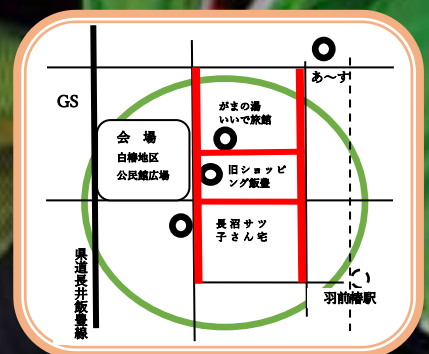 あ～す
GS
がまの湯
いいで旅館
会 場
白椿地区
公民館広場
旧ショッピ
ング飯豊
長沼サツ
子さん宅
県道長井飯豊線
羽前椿駅